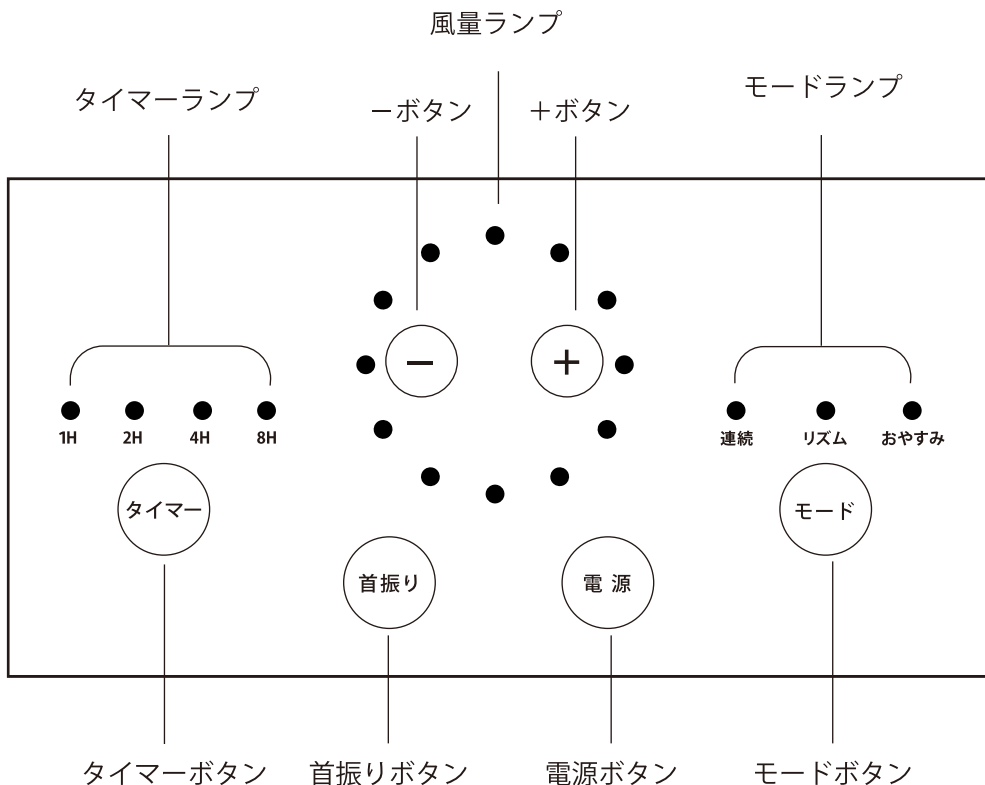 風量ランプ
タイマーランプ
－ボタン
＋ボタン
モードランプ
－
＋
1H 2H 4H 8H
連続 リズム おやすみ
タイマー
モード
首振り
電 源
タイマーボタン
首振りボタン
電源ボタン
モードボタン